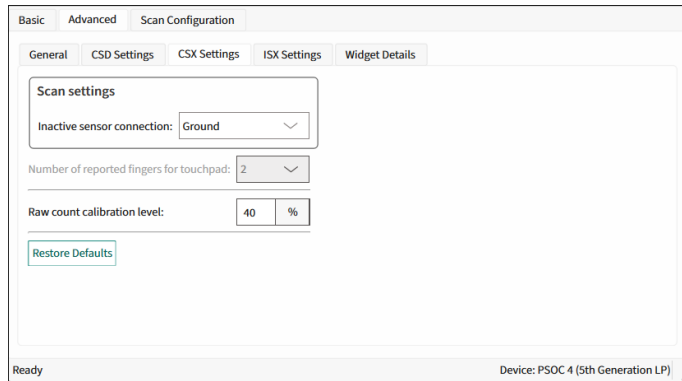 Basic Advanced Scan Configuration
General CSD Settings CSX Settings ISX Settings Widget Details
Scan settings
Inactive sensor connection: Ground
Number of reported fingers for touchpad: 2
Raw count calibration level: 40 %
Restore Defaults
Ready Device: PSOC 4 (5th Generation LP)